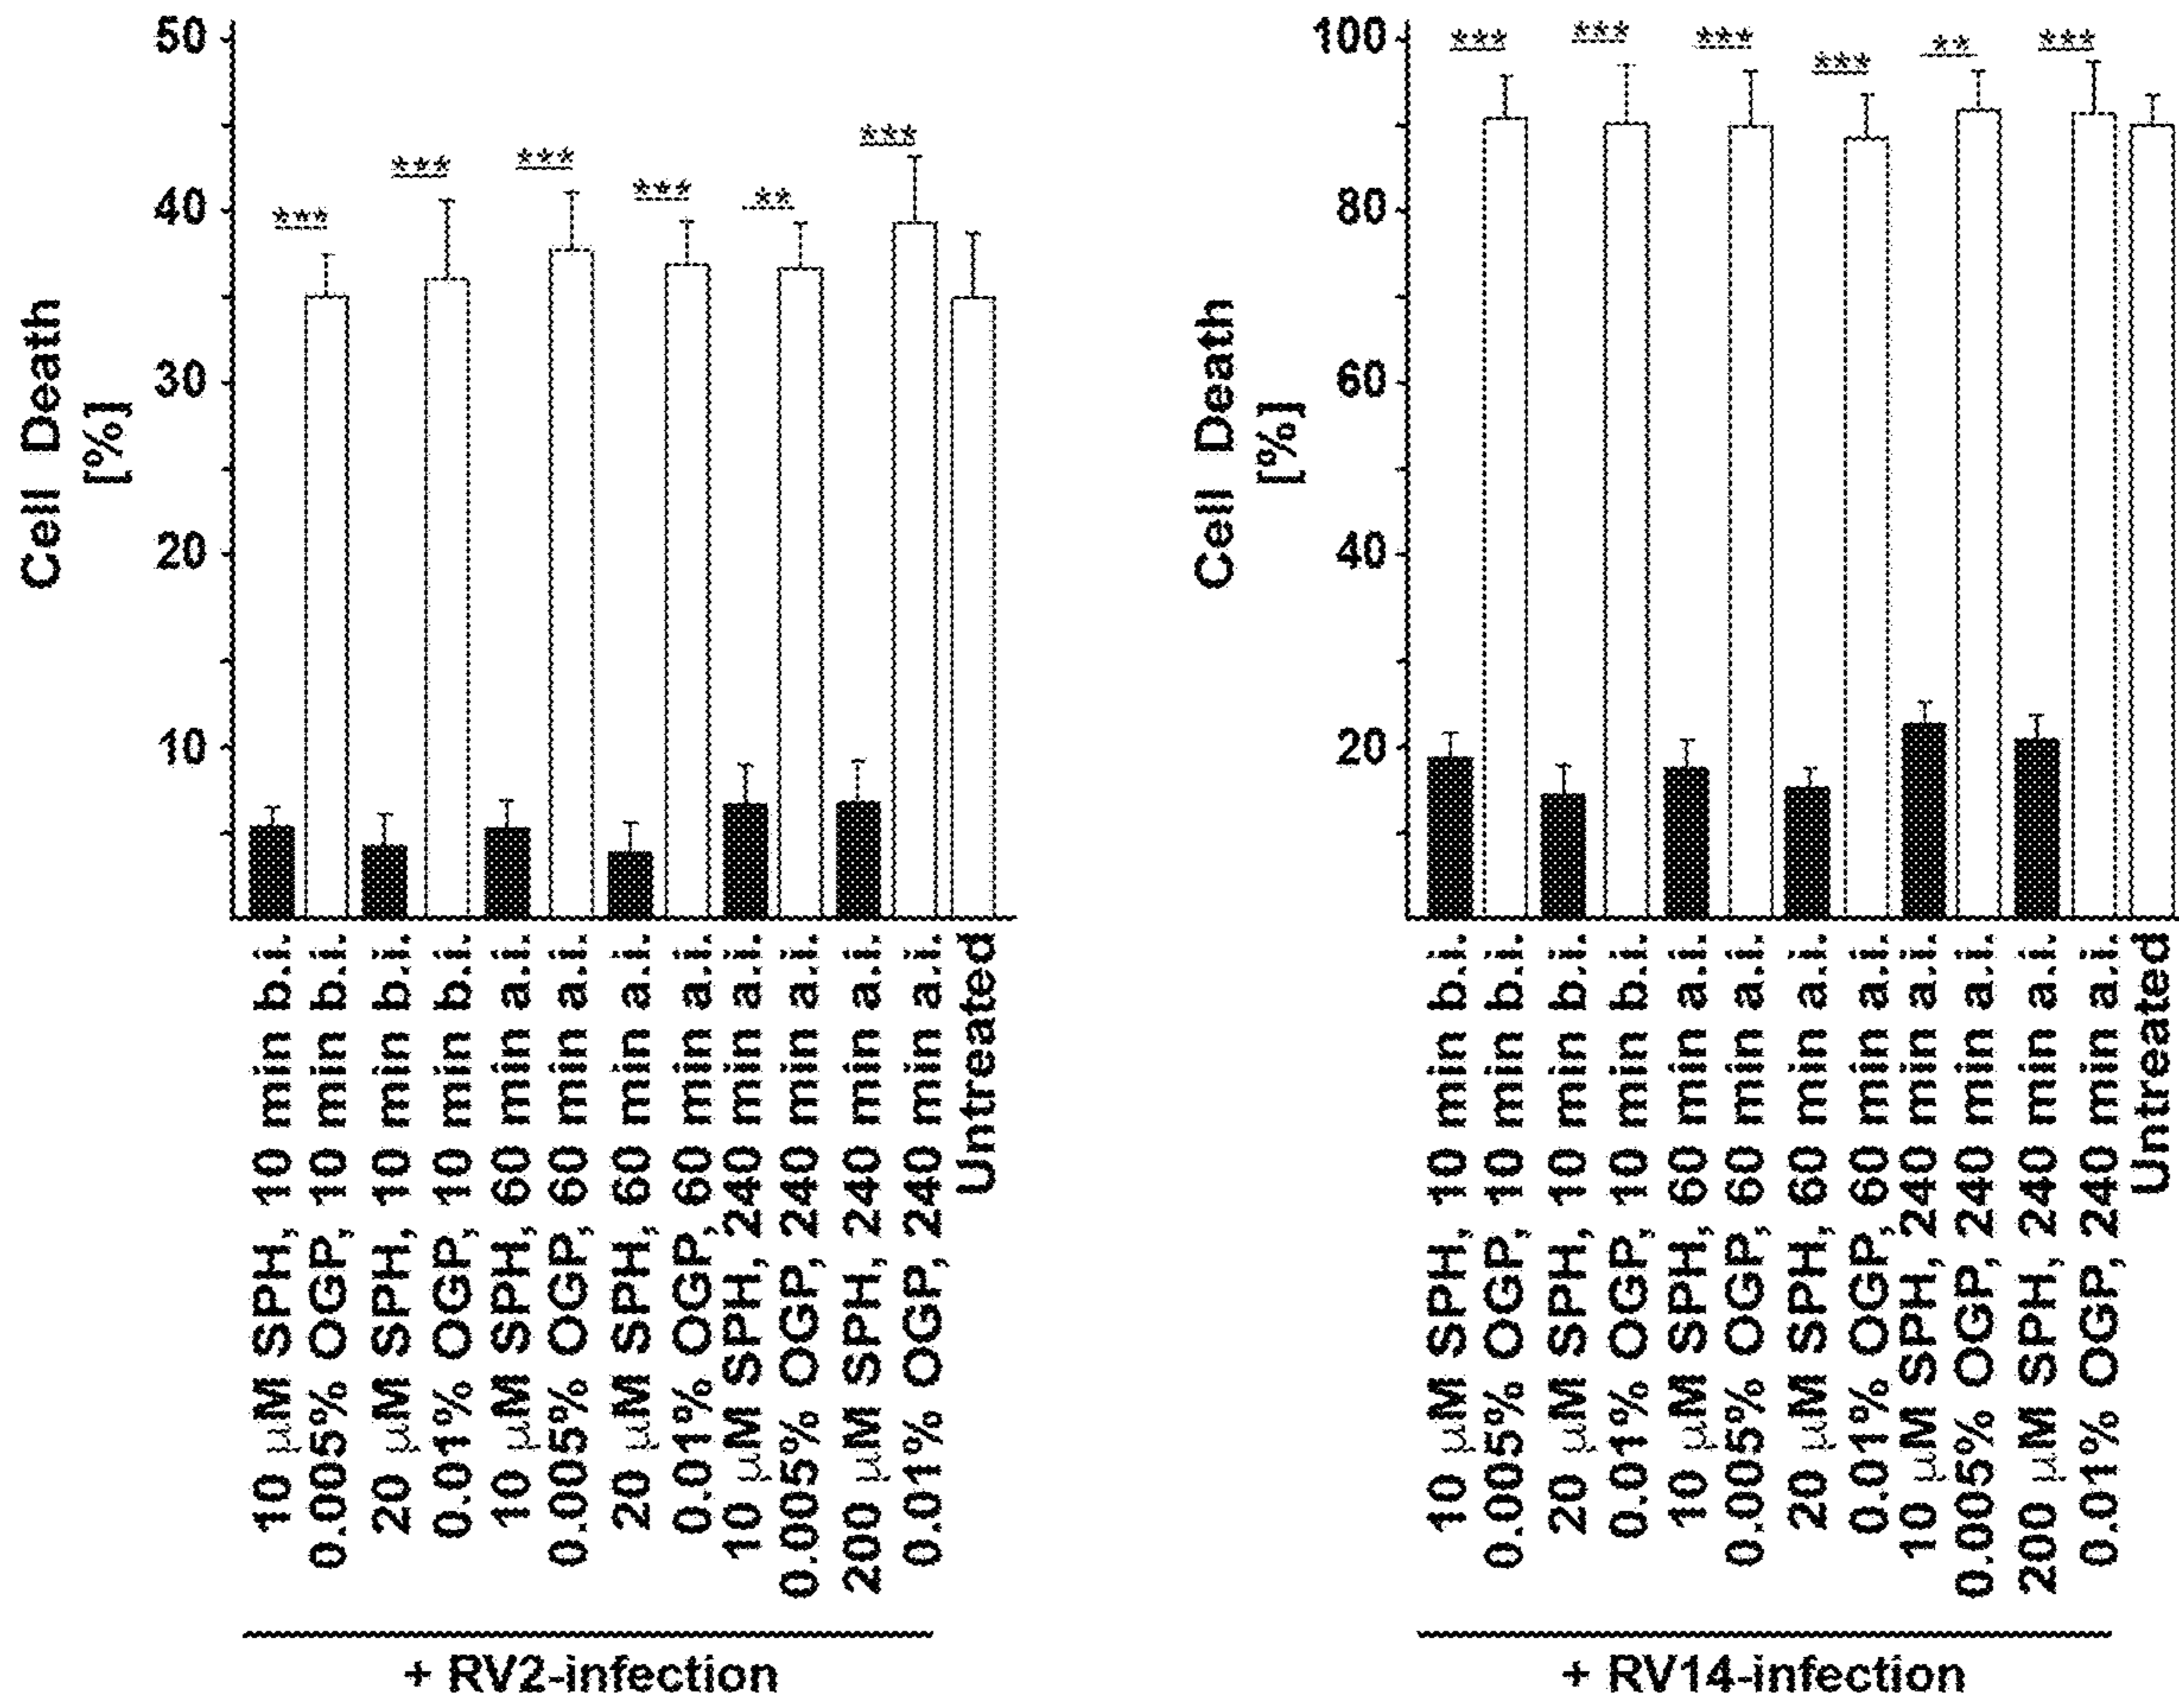 50
40
30
20
10
Cell Death
[%]
***
***
***
***
**
***
10 µM SPH, 10 min b.i.
0.005% OGP, 10 min b.i.
20 µM SPH, 10 min b.i.
0.01% OGP, 10 min b.i.
10 µM SPH, 60 min a.i.
0.005% OGP, 60 min a.i.
20 µM SPH, 60 min a.i.
0.01% OGP, 60 min a.i.
10 µM SPH, 240 min a.i.
0.005% OGP, 240 min a.i.
200 µM SPH, 240 min a.i.
0.01% OGP, 240 min a.i.
Untreated
+ RV2-infection
100
80
60
40
20
Cell Death
[%]
***
***
***
***
**
***
10 µM SPH, 10 min b.i.
0.005% OGP, 10 min b.i.
20 µM SPH, 10 min b.i.
0.01% OGP, 10 min b.i.
10 µM SPH, 60 min a.i.
0.005% OGP, 60 min a.i.
20 µM SPH, 60 min a.i.
0.01% OGP, 60 min a.i.
10 µM SPH, 240 min a.i.
0.005% OGP, 240 min a.i.
200 µM SPH, 240 min a.i.
0.01% OGP, 240 min a.i.
Untreated
+ RV14-infection